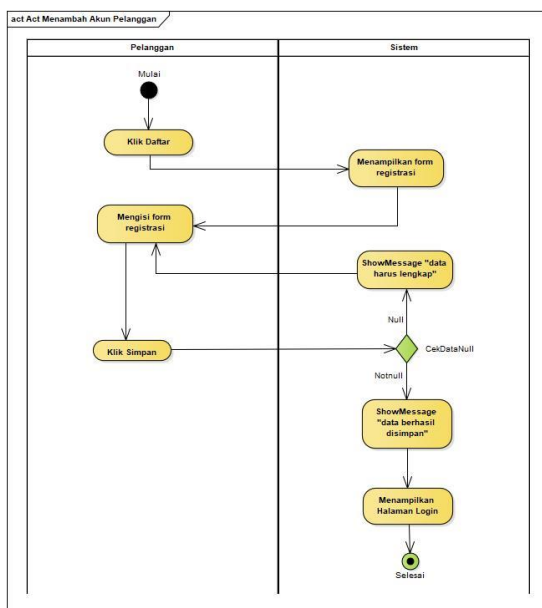 act Act Menambah Akun Pelanggan
Pelanggan
Sistem
Mulai
Klik Daftar
Menampilkan form
registrasi
Mengisi form
registrasi
ShowMessage "data
harus lengkap"
Null
Klik Simpan
CekDataNull
Notnull
ShowMessage
"data berhasil
disimpan"
Menampilkan
Halaman Login
Selesai